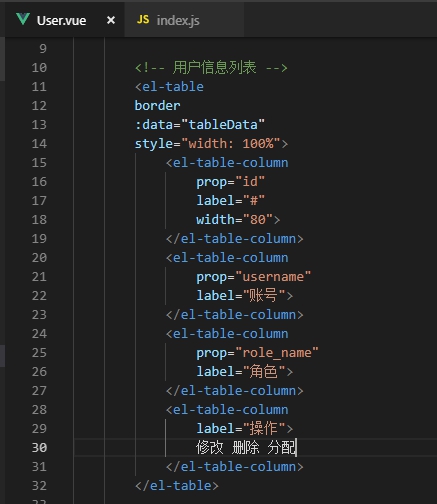 User.vue × JS index.js
9
10 <!-- 用户信息列表 -->
11 <el-table
12 border
13 :data="tableData"
14 style="width: 100%">
15 <el-table-column
16 prop="id"
17 label="#"
18 width="80">
19 </el-table-column>
20 <el-table-column
21 prop="username"
22 label="账号">
23 </el-table-column>
24 <el-table-column
25 prop="role_name"
26 label="角色">
27 </el-table-column>
28 <el-table-column
29 label="操作">
30 修改 删除 分配
31 </el-table-column>
32 </el-table>